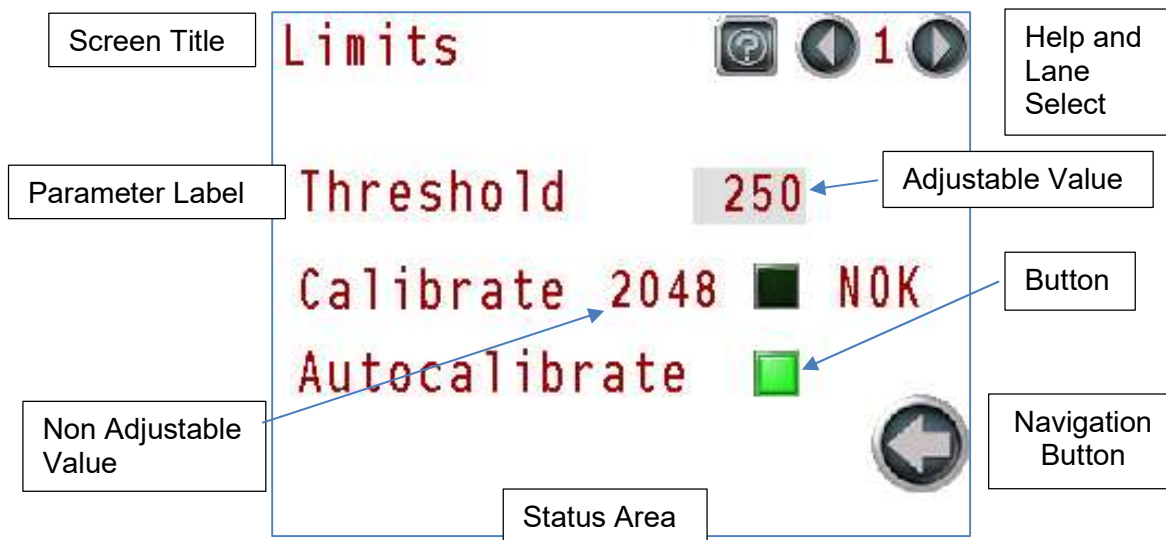 Screen Title
Limits
?
1
Help and
Lane
Select
Parameter Label
Threshold
250
Adjustable Value
Calibrate 2048
NOK
Button
Autocalibrate
Non Adjustable
Value
Navigation
Button
Status Area